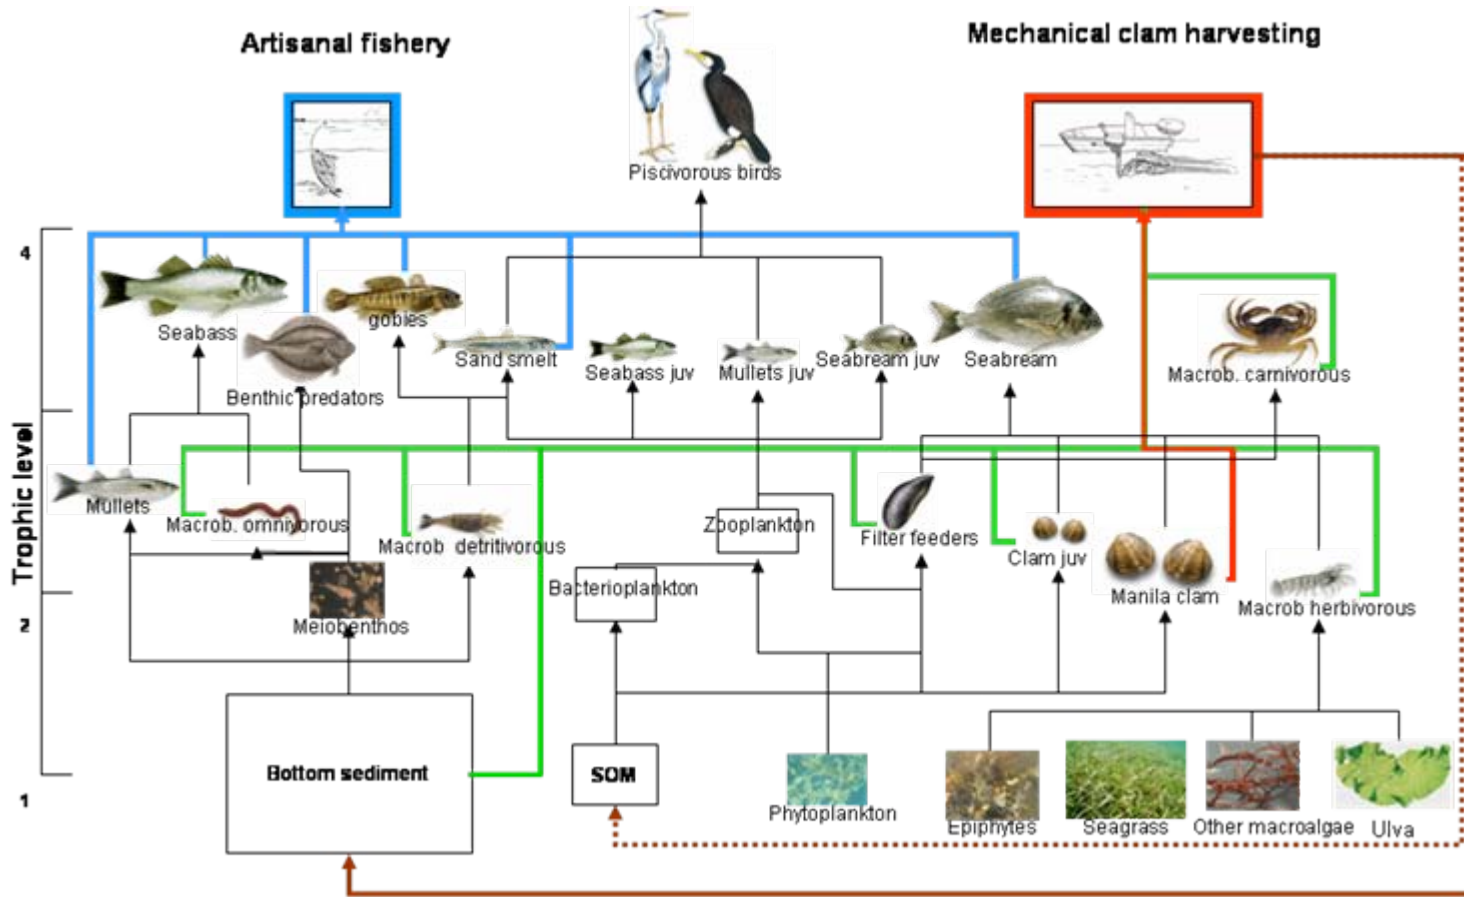 Artisanal fishery
Mechanical clam harvesting
Piscivorous birds
4
Seabass
gobies
Benthic predators
Sand smelt
Seabass juv
Mullets juv
Seabream juv
Seabream
Macrob. carnivorous
Trophic level
Mullets
Macrob. omnivorous
Macrob detritivorous
Zooplankton
Filter feeders
Clam juv
Manila clam
Macrob herbivorous
Bacterioplankton
Meiobenthos
2
Bottom sediment
SOM
Phytoplankton
Epiphytes
Seagrass
Other macroalgae
Ulva
1